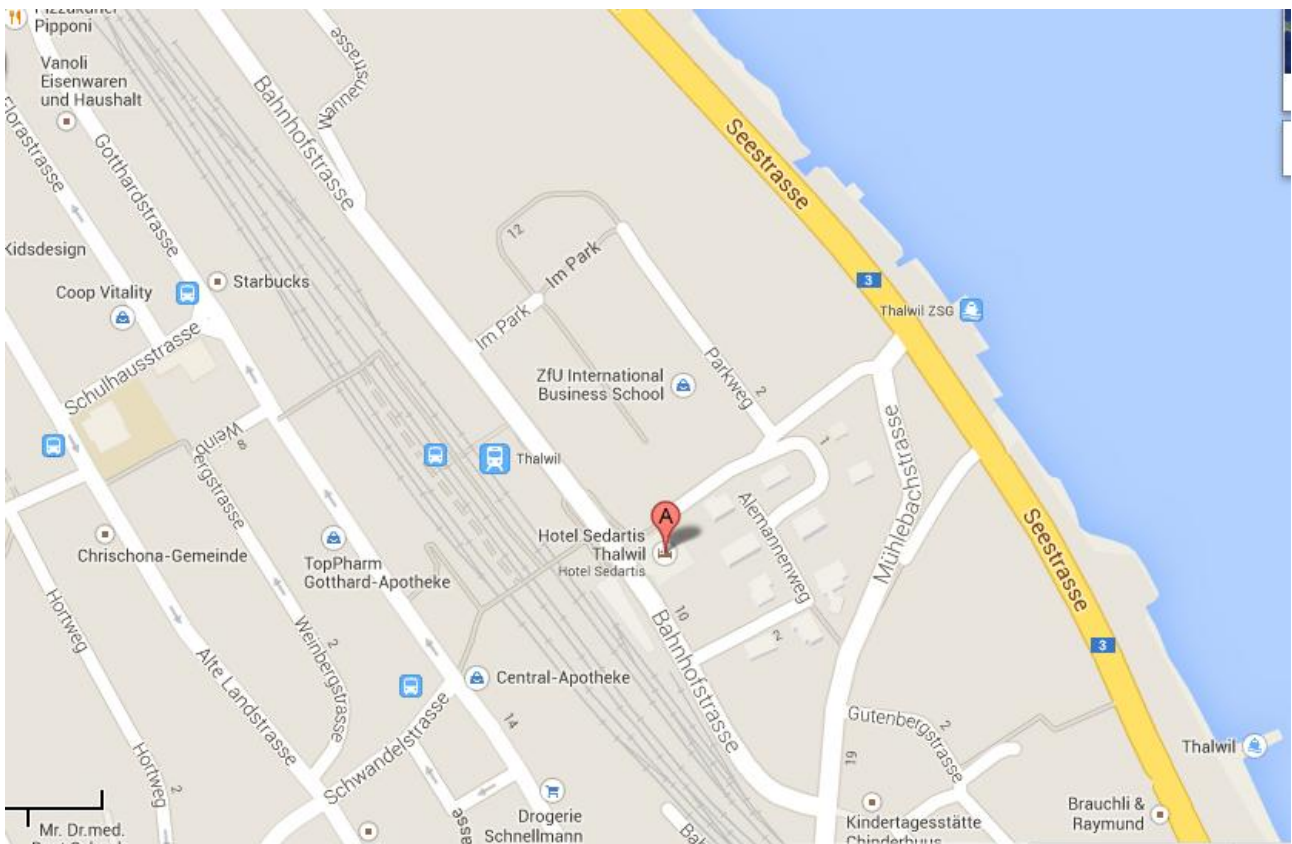 Pizzakurier
Pipponi
Vanoli
Eisenwaren
und Haushalt
Florastrasse
Gotthardstrasse
Bahnhofstrasse
Wannenstrasse
Seestrasse
12
Im Park
Kidsdesign
Starbucks
Coop Vitality
3
Thalwil ZSG
Im Park
Schulhausstrasse
ZfU International
Business School
Parkweg
2
Weinbergstrasse
8
Thalwil
1
Mühlebachstrasse
Alemannenweg
A
Hotel Sedartis
Thalwil
Hotel Sedartis
Seestrasse
Chrischona-Gemeinde
TopPharm
Gotthard-Apotheke
Hortweg
Weinbergstrasse
2
10
Bahnhofstrasse
2
3
Alte Landstrasse
Central-Apotheke
14
Schwandelstrasse
Gutenbergstrasse
2
19
Thalwil
Hortweg
2
Drogerie
Schnellmann
Kindertagesstätte
Chinderhuus
Brauchli &
Raymund
Mr. Dr.med.